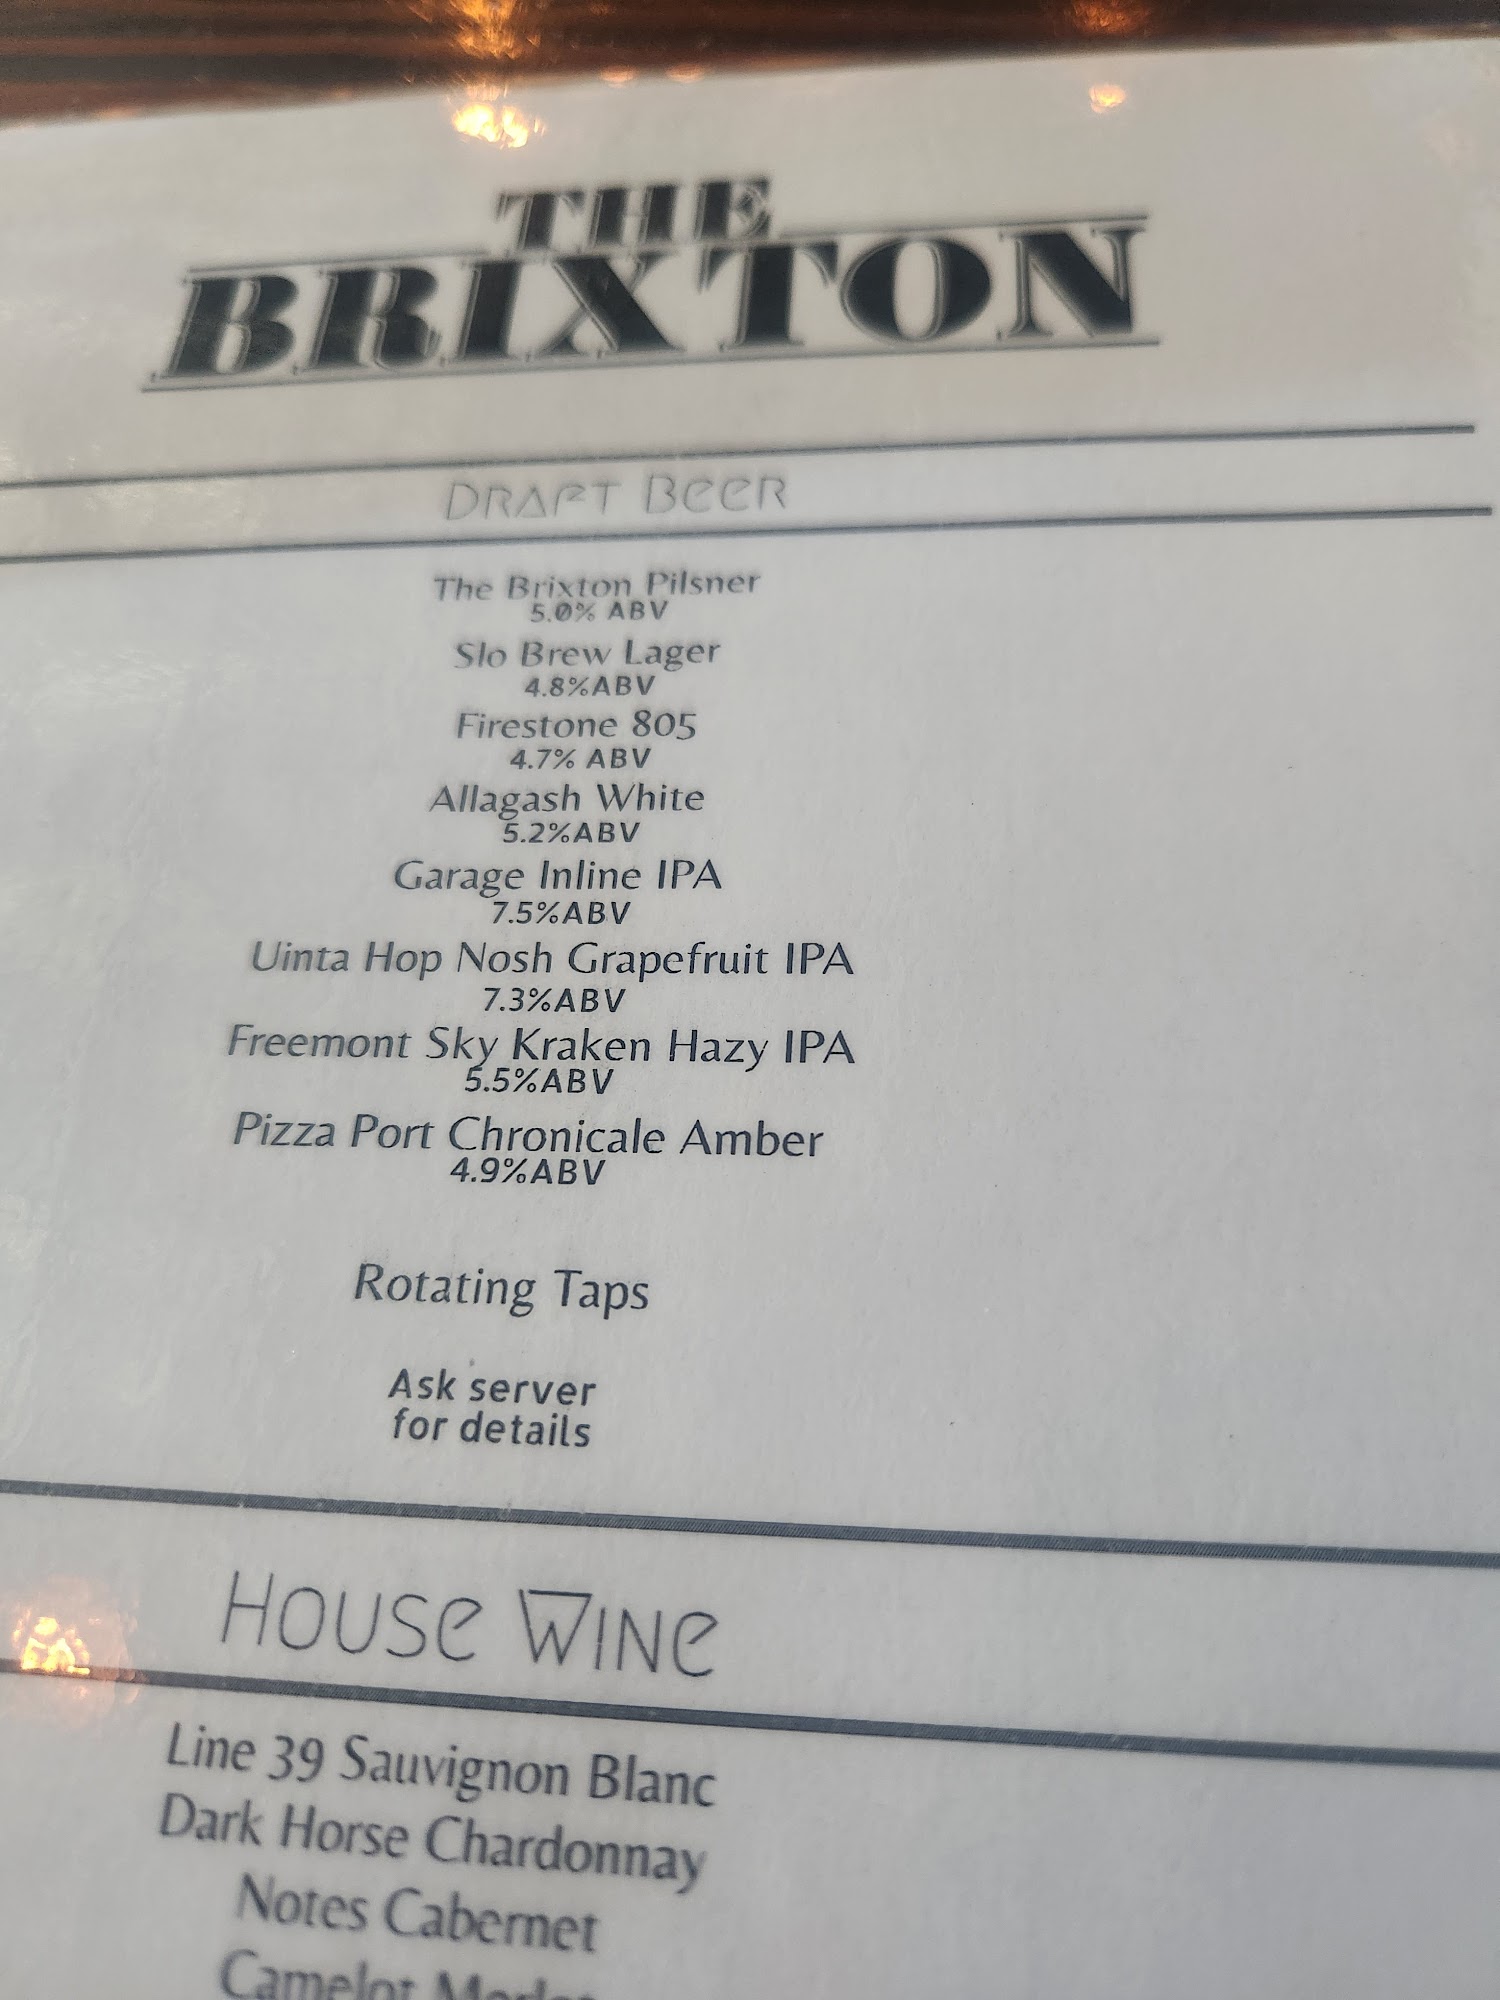 THE
BRIXTON
DRAFT BEER
The Brixton Pilsner
5.0% ABV
Slo Brew Lager
4.8%ABV
Firestone 805
4.7% ABV
Allagash White
5.2%ABV
Garage Inline IPA
7.5%ABV
Uinta Hop Nosh Grapefruit IPA
7.3%ABV
Freemont Sky Kraken Hazy IPA
5.5%ABV
Pizza Port Chronicale Amber
4.9%ABV
Rotating Taps
Ask server
for details
HOUSE WINE
Line 39 Sauvignon Blanc
Dark Horse Chardonnay
Notes Cabernet
Camelot